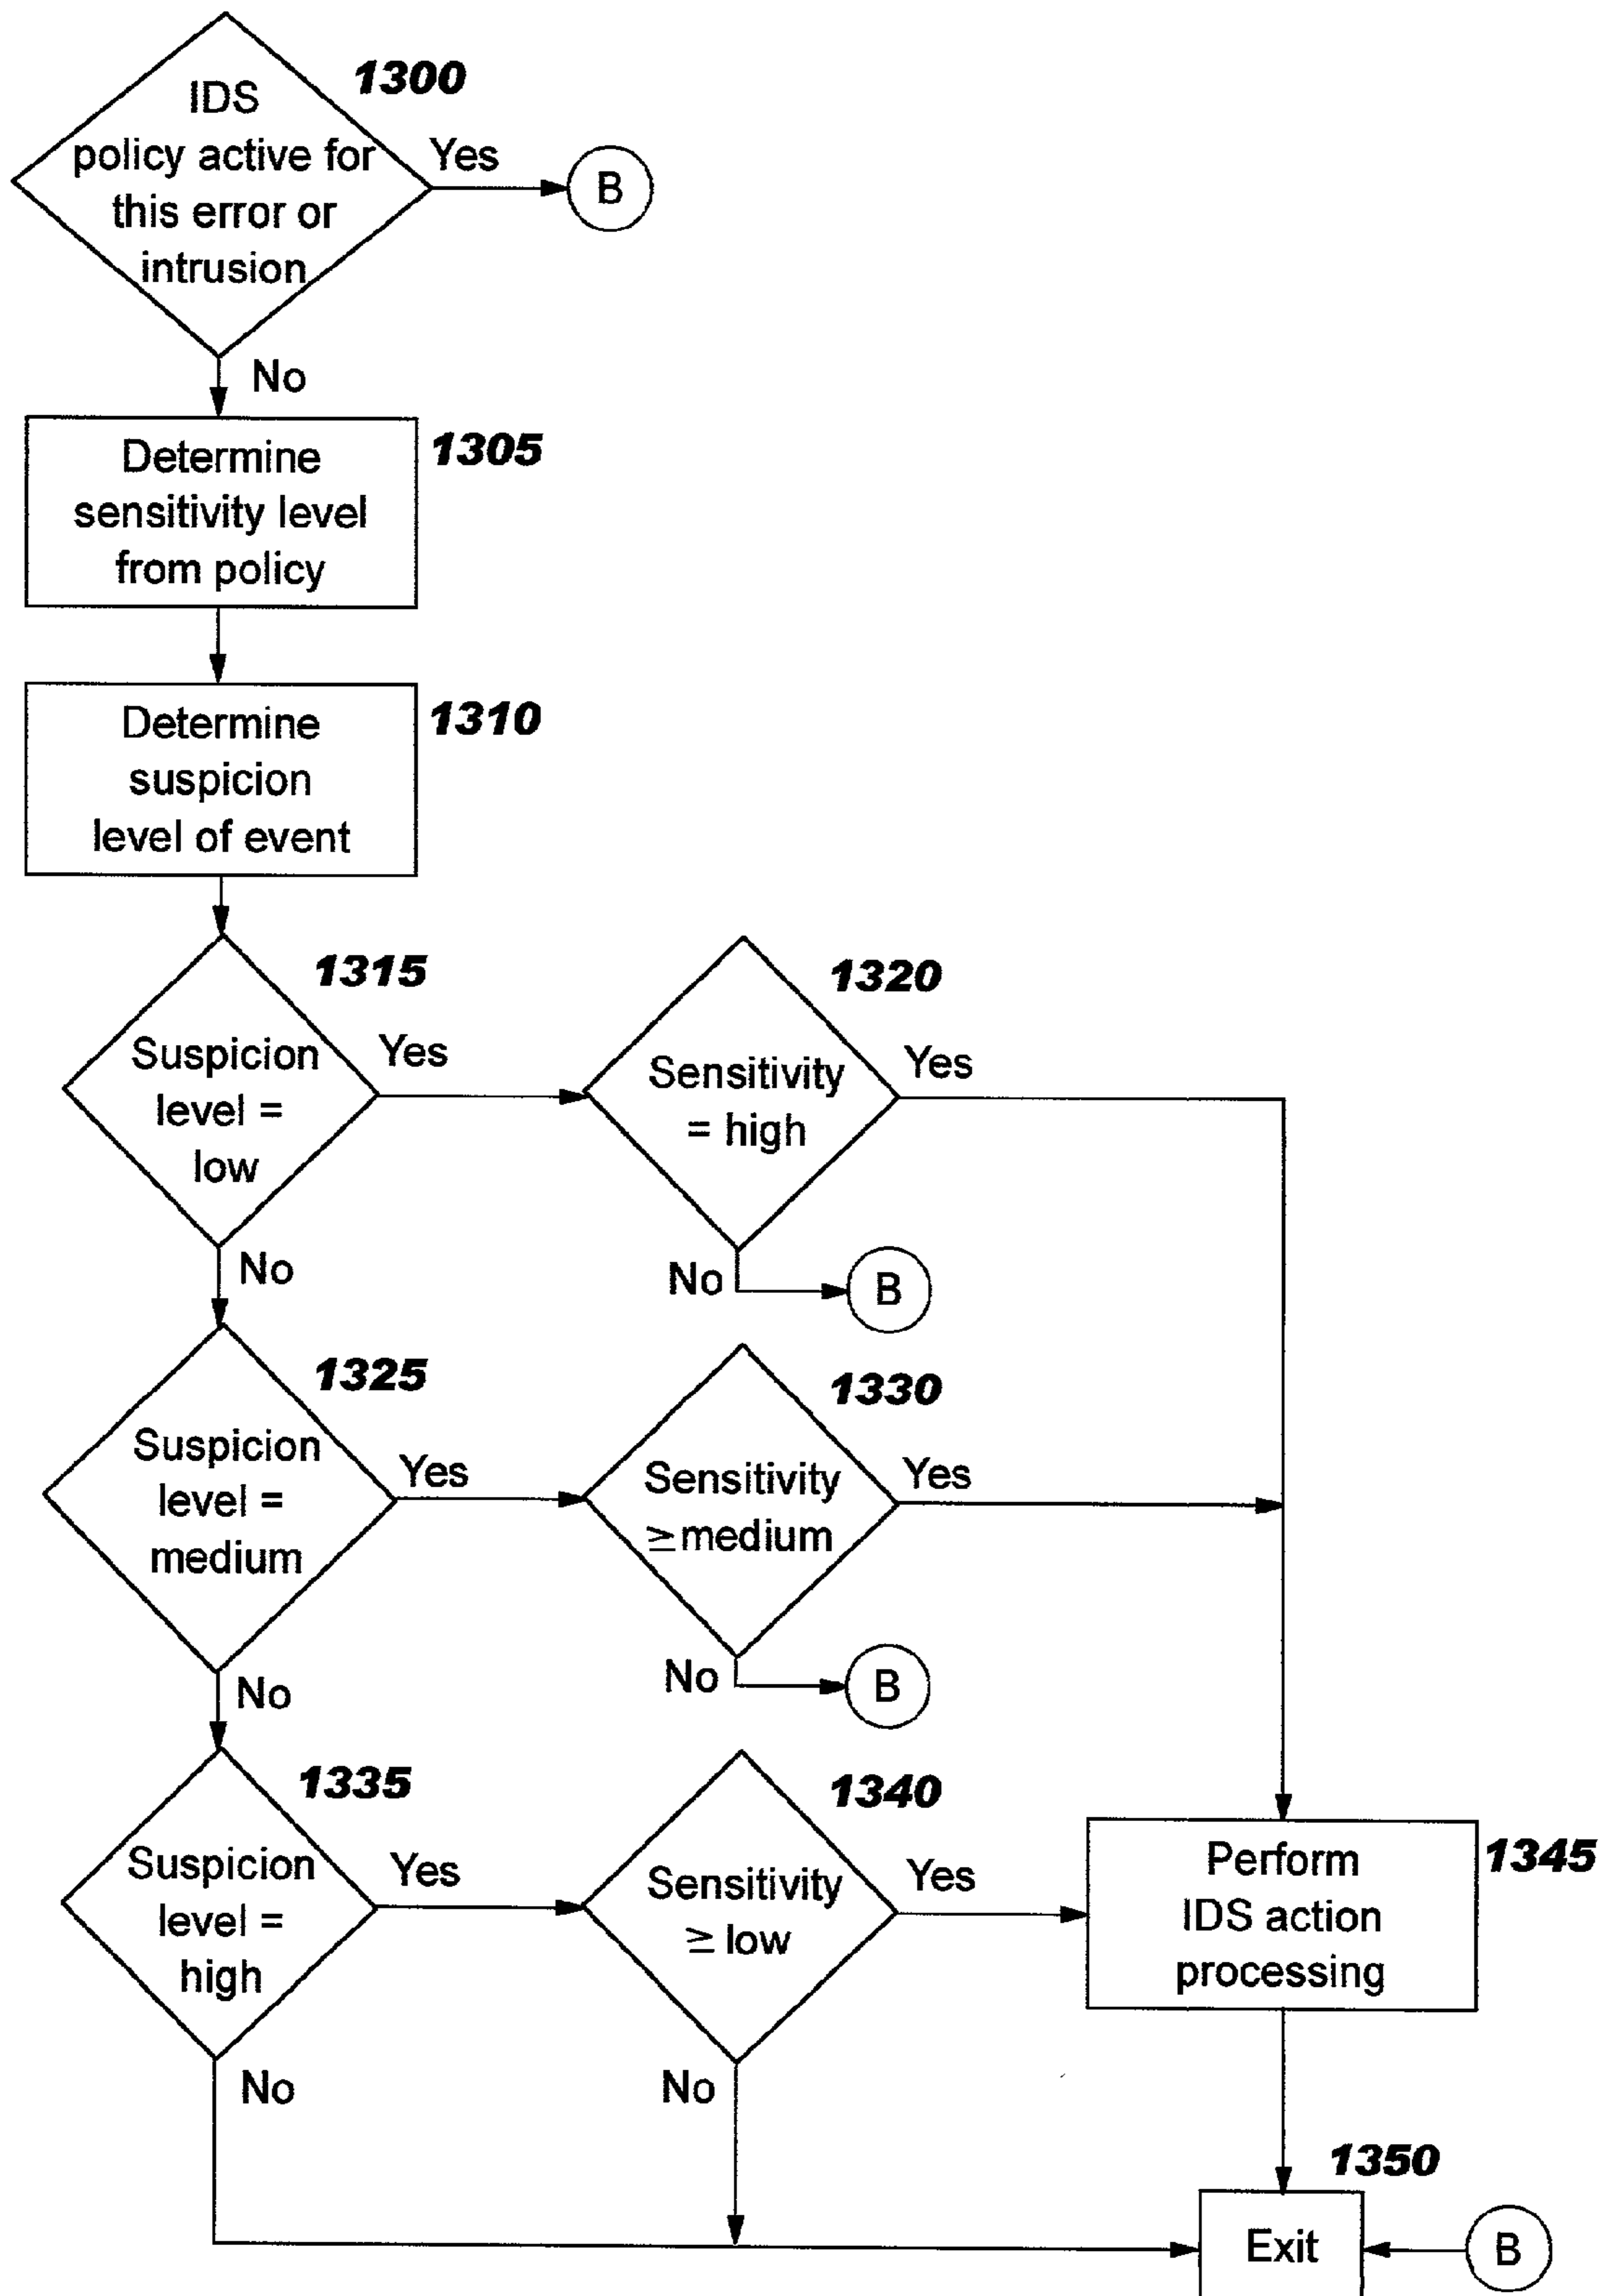 1300
IDS
policy active for
this error or
intrusion
Yes
B
No
Determine
sensitivity level
from policy
1305
Determine
suspicion
level of event
1310
1315
Suspicion
level =
low
Yes
1320
Sensitivity
= high
Yes
No
No
B
1325
Suspicion
level =
medium
Yes
1330
Sensitivity
≥ medium
Yes
No
No
B
1335
Suspicion
level =
high
Yes
1340
Sensitivity
≥ low
Yes
Perform
IDS action
processing
1345
No
No
1350
Exit
B